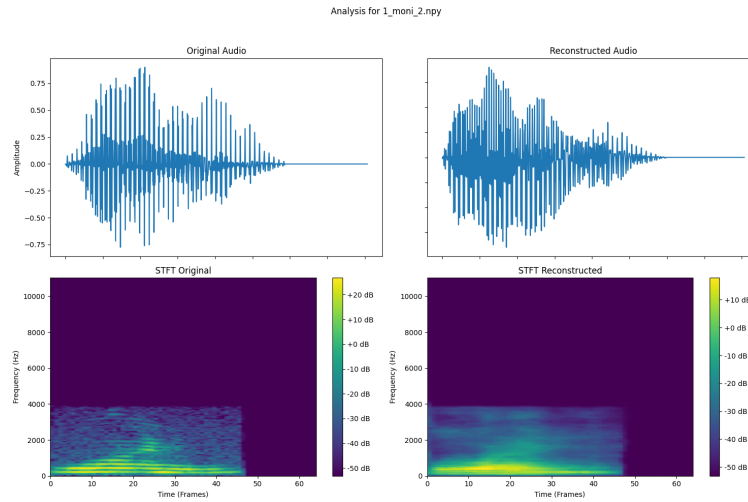 Analysis for 1_moni_2.npy
Original Audio
Reconstructed Audio
Amplitude
0.75
0.50
0.25
0.00
−0.25
−0.50
−0.75
STFT Original
STFT Reconstructed
Frequency (Hz)
10000
8000
6000
4000
2000
0
0 10 20 30 40 50 60
Time (Frames)
+20 dB
+10 dB
+0 dB
-10 dB
-20 dB
-30 dB
-40 dB
-50 dB
Frequency (Hz)
10000
8000
6000
4000
2000
0
0 10 20 30 40 50 60
Time (Frames)
+10 dB
+0 dB
-10 dB
-20 dB
-30 dB
-40 dB
-50 dB